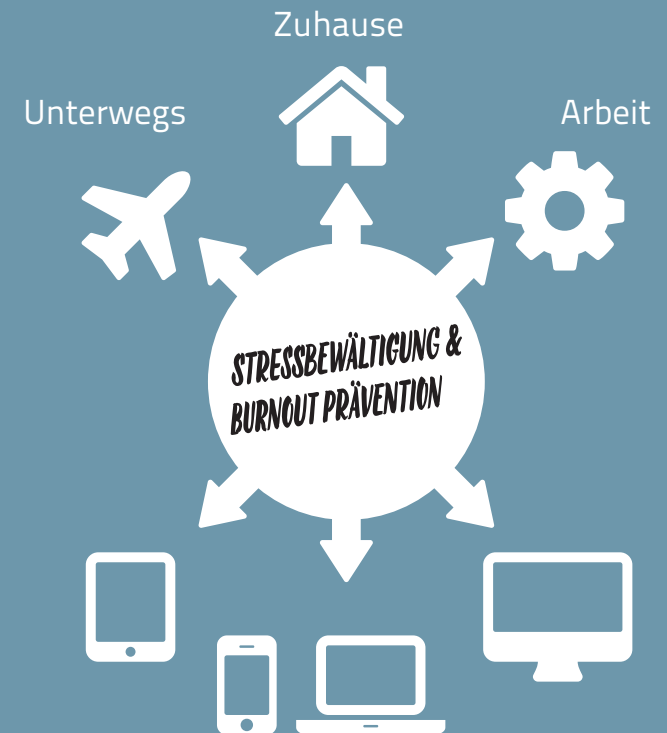 Zuhause
Unterwegs
Arbeit
STRESSBEWÄLTIGUNG &
BURNOUT PRÄVENTION